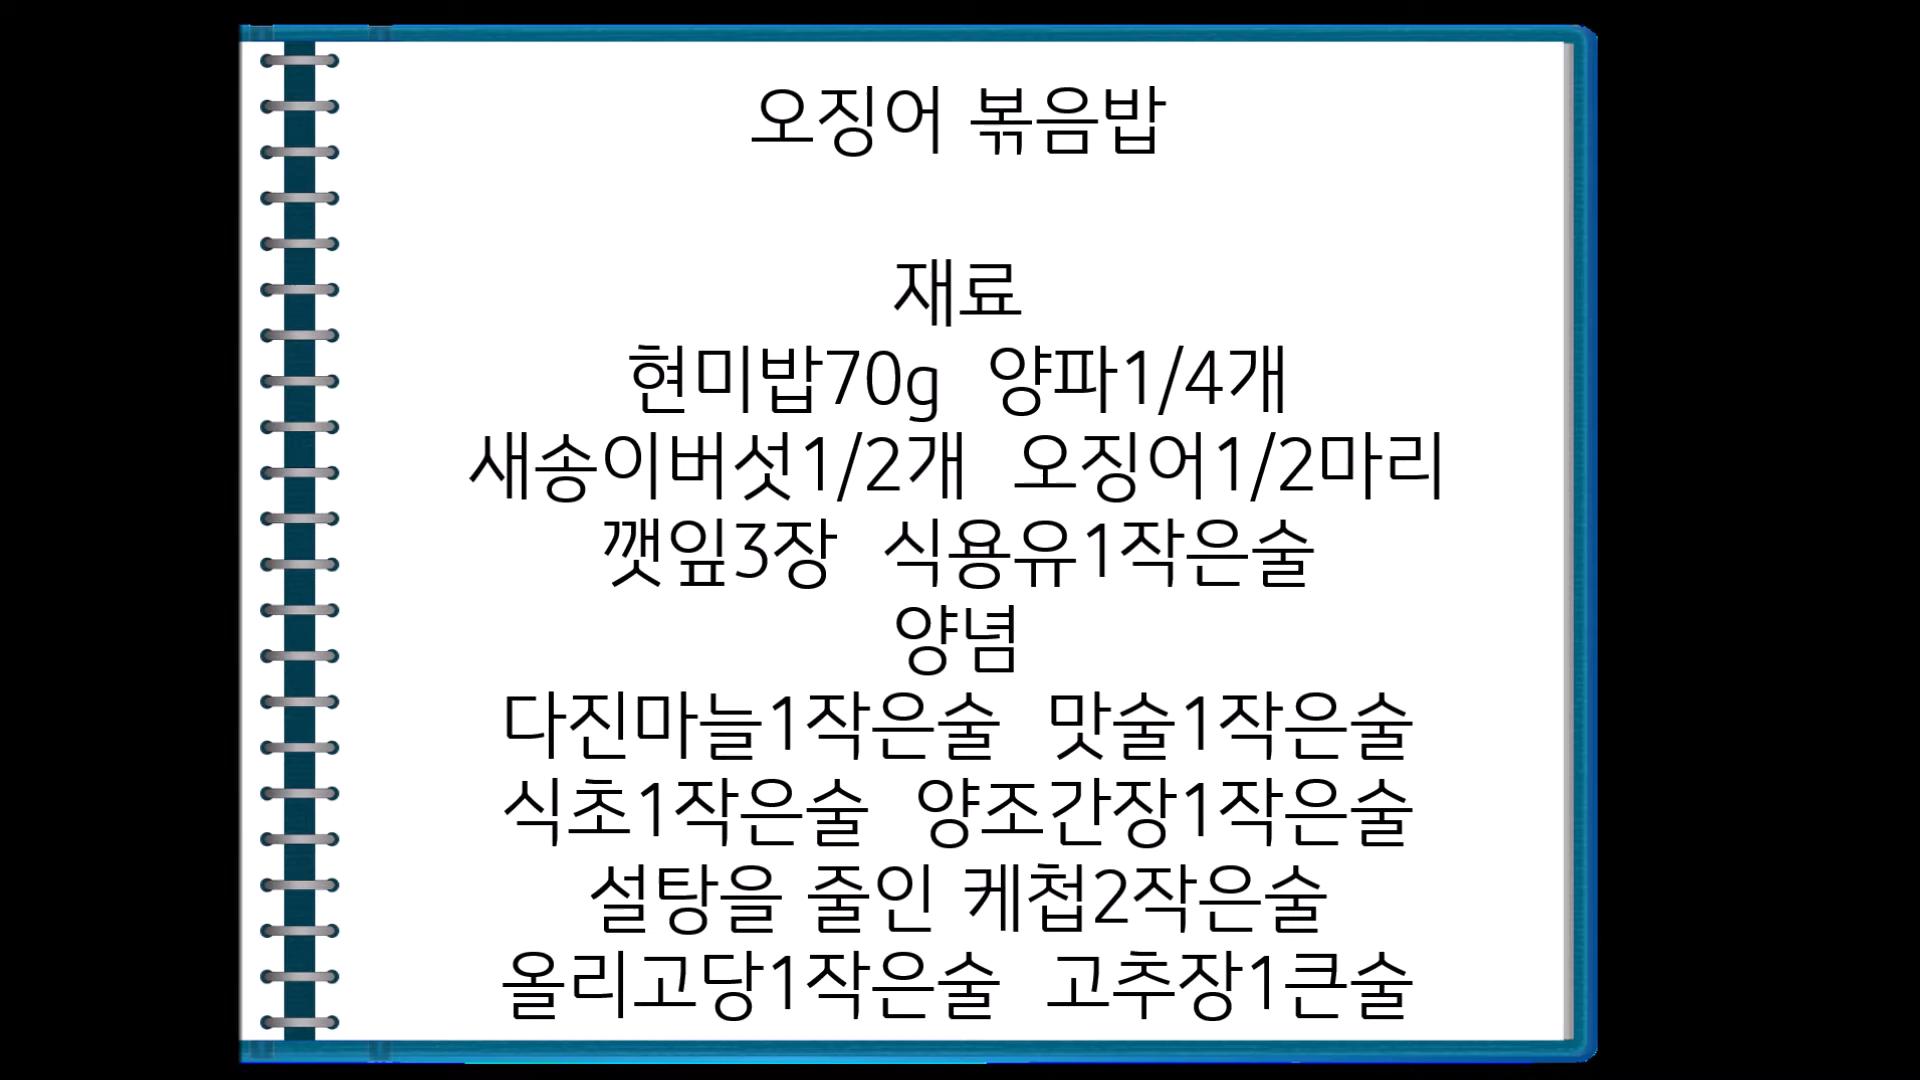 오징어 볶음밥
재료
현미밥70g 양파1/4개
새송이버섯1/2개 오징어1/2마리
깻잎3장 식용유1작은술
양념
다진마늘1작은술 맛술1작은술
식초1작은술 양조간장1작은술
설탕을 줄인 케첩2작은술
올리고당1작은술 고추장1큰술